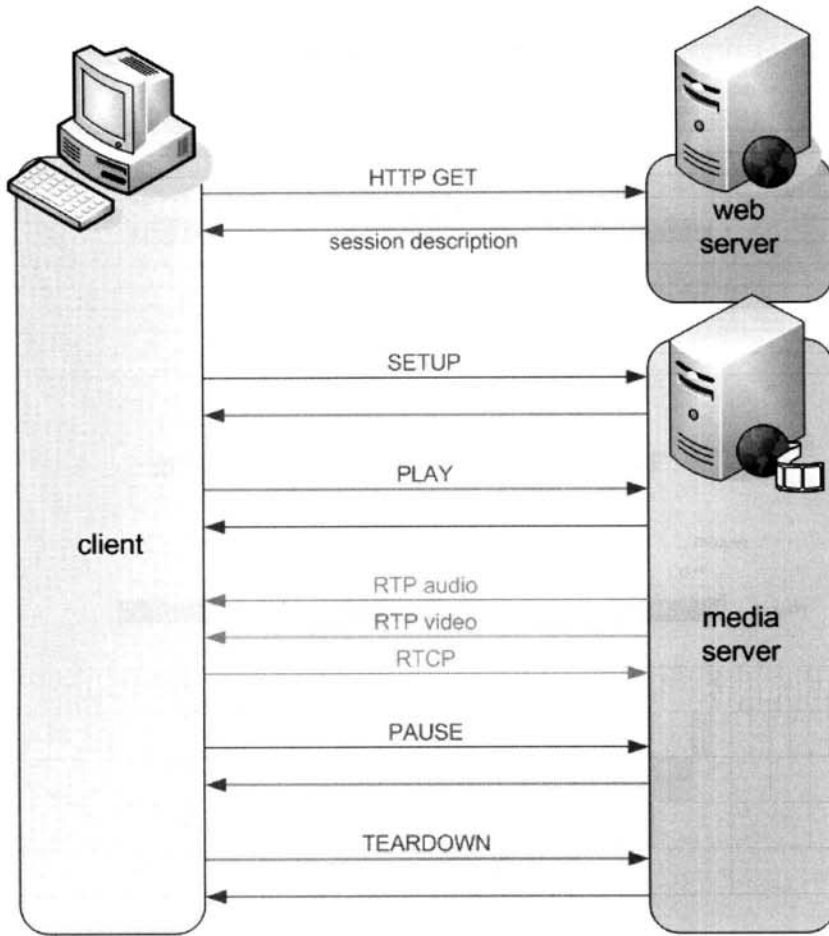 HTTP GET
session description
web
server
SETUP
PLAY
client
RTP audio
RTP video
RTCP
media
server
PAUSE
TEARDOWN